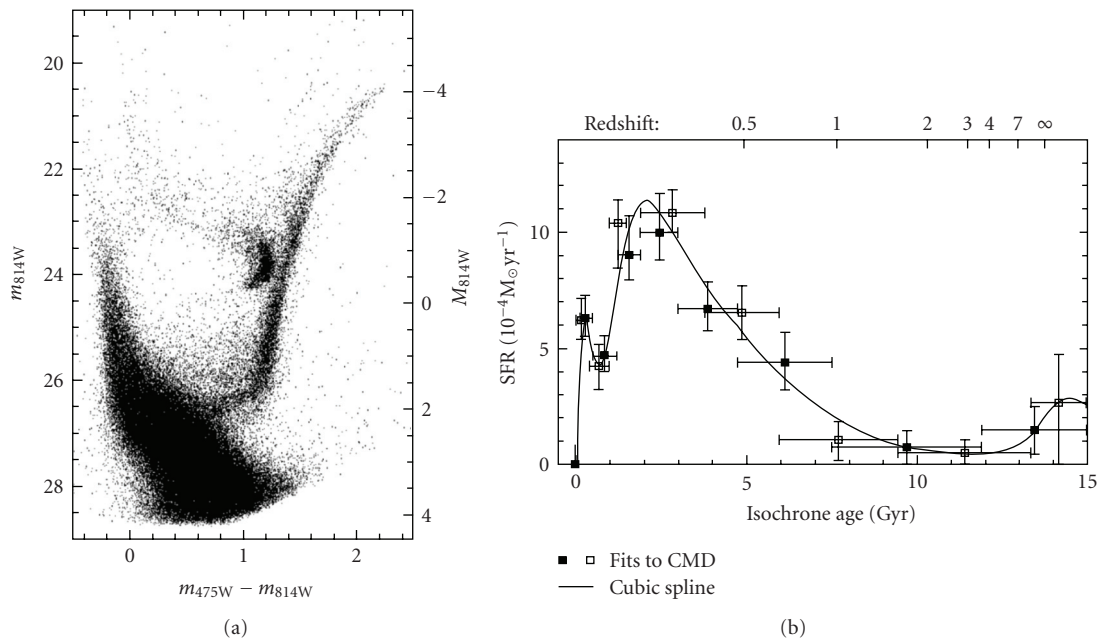 20
22
24
26
28
m814W
−4
−2
0
2
4
M814W
0 1 2
m475W − m814W
(a)
Redshift: 0.5 1 2 3 4 7 ∞
10
5
0
SFR (10−4M⊙yr−1)
0 5 10 15
Isochrone age (Gyr)
Fits to CMD
Cubic spline
(b)